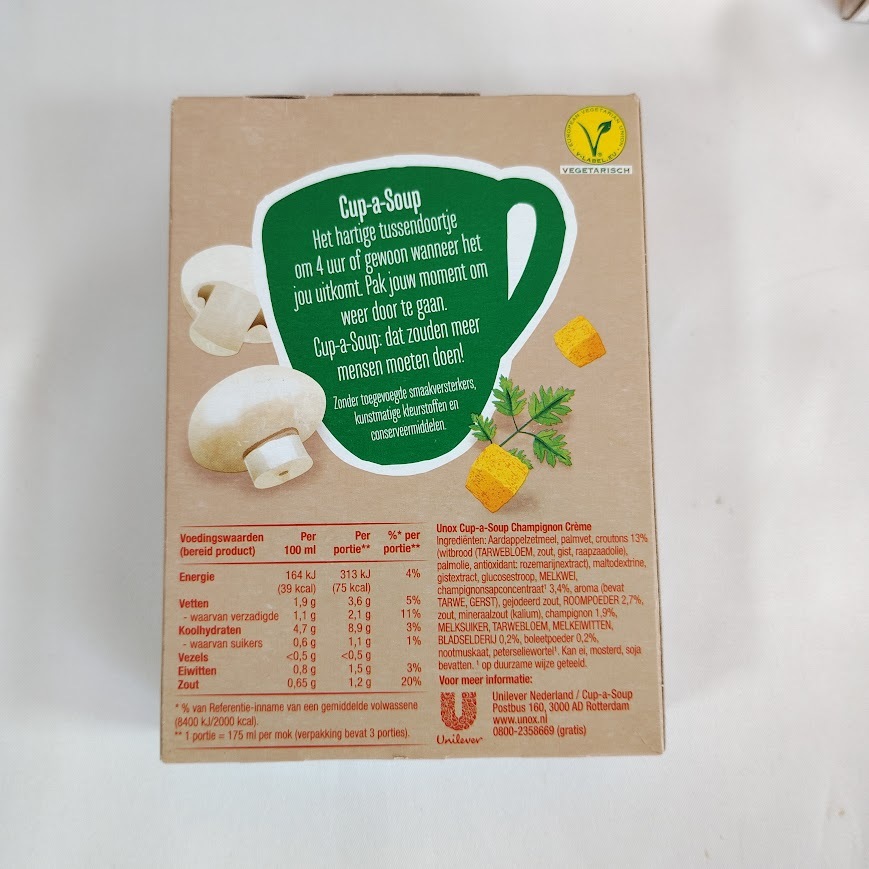 EUROPEAN VEGETARIAN UNION
V-LABEL.EU
VEGETARISCH
Cup-a-Soup
Het hartige tussendoortje
om 4 uur of gewoon wanneer het
jou uitkomt. Pak jouw moment om
weer door te gaan.
Cup-a-Soup: dat zouden meer
mensen moeten doen!
Zonder toegevoegde smaakversterkers,
kunstmatige kleurstoffen en
conserveermiddelen.
Voedingswaarden Per Per %* per
(bereid product) 100 ml portie** portie**
Energie 164 kJ 313 kJ 4%
(39 kcal) (75 kcal)
Vetten 1,9 g 3,6 g 5%
- waarvan verzadigde 1,1 g 2,1 g 11%
Koolhydraten 4,7 g 8,9 g 3%
- waarvan suikers 0,6 g 1,1 g 1%
Vezels <0,5 g <0,5 g
Eiwitten 0,8 g 1,5 g 3%
Zout 0,65 g 1,2 g 20%
* % van Referentie-inname van een gemiddelde volwassene
(8400 kJ/2000 kcal).
** 1 portie = 175 ml per mok (verpakking bevat 3 porties).
Unox Cup-a-Soup Champignon Crème
Ingrediënten: Aardappelzetmeel, palmvet, croutons 13%
(witbrood (TARWEBLOEM, zout, gist, raapzaadolie),
palmolie, antioxidant: rozemarijnextract), maltodextrine,
gistextract, glucosestroop, MELKWEI,
champignonsapconcentraat¹ 3,4%, aroma (bevat
TARWE, GERST), gejodeerd zout, ROOMPOEDER 2,7%,
zout, mineraalzout (kalium), champignon 1,9%,
MELKSUIKER, TARWEBLOEM, MELKEIWITTEN,
BLADSELDERIJ 0,2%, boleetpoeder 0,2%,
nootmuskaat, peterseliewortel¹. Kan ei, mosterd, soja
bevatten. ¹ op duurzame wijze geteeld.
Voor meer informatie:
Unilever
Unilever Nederland / Cup-a-Soup
Postbus 160, 3000 AD Rotterdam
www.unox.nl
0800-2358669 (gratis)